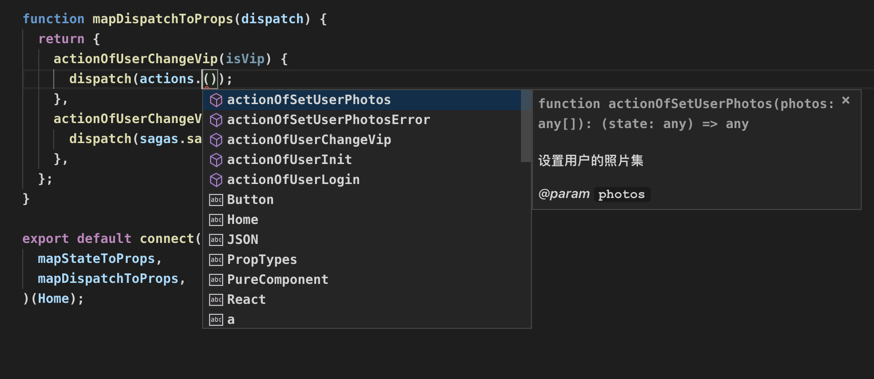 function mapDispatchToProps(dispatch) {
return {
actionOfUserChangeVip(isVip) {
dispatch(actions.());
},
actionOfUserChangeV
dispatch(sagas.sa
},
};
}
export default connect(
mapStateToProps,
mapDispatchToProps,
)(Home);
actionOfSetUserPhotos
actionOfSetUserPhotosError
actionOfUserChangeVip
actionOfUserInit
actionOfUserLogin
abc Button
abc Home
abc JSON
abc PropTypes
abc PureComponent
abc React
abc a
function actionOfSetUserPhotos(photos: ×
any[]): (state: any) => any
设置用户的照片集
@param photos